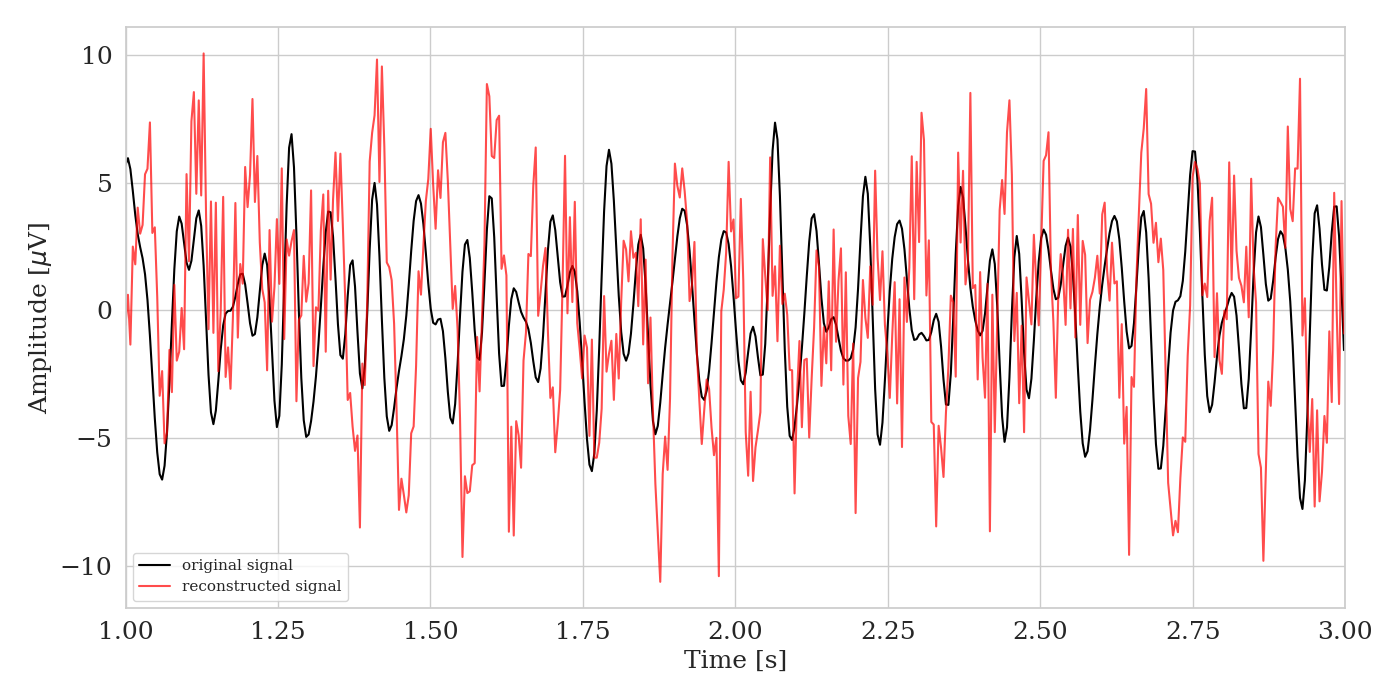 Amplitude [μV]
10
5
0
−5
−10
original signal
reconstructed signal
1.00 1.25 1.50 1.75 2.00 2.25 2.50 2.75 3.00
Time [s]